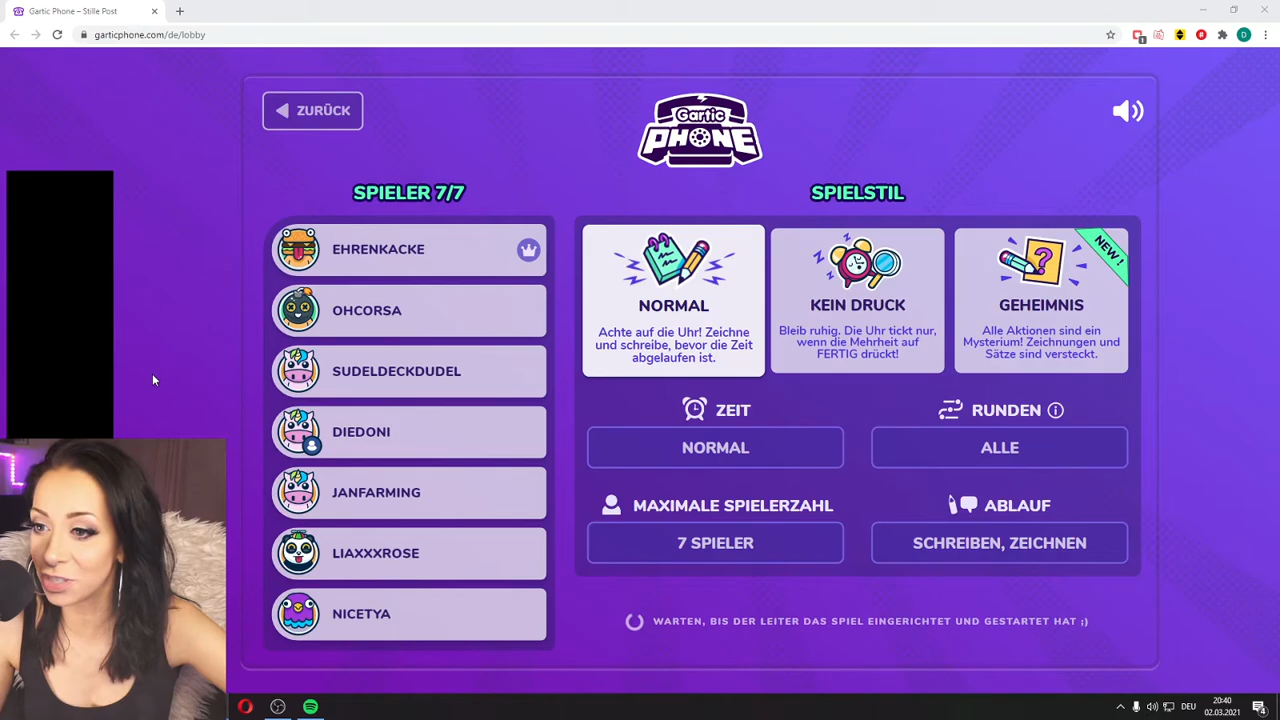 Gartic Phone – Stille Post
garticphone.com/de/lobby
1
D
ZURÜCK
Gartic
PHONE
SPIELER 7/7
EHRENKACKE
OHCORSA
SUDELDECKDUDEL
DIEDONI
JANFARMING
LIAXXXROSE
NICETYA
SPIELSTIL
NORMAL
Achte auf die Uhr! Zeichne
und schreibe, bevor die Zeit
abgelaufen ist.
KEIN DRUCK
Bleib ruhig. Die Uhr tickt nur,
wenn die Mehrheit auf
FERTIG drückt!
NEW !
GEHEIMNIS
Alle Aktionen sind ein
Mysterium! Zeichnungen und
Sätze sind versteckt.
ZEIT
NORMAL
RUNDEN
ALLE
MAXIMALE SPIELERZAHL
7 SPIELER
ABLAUF
SCHREIBEN, ZEICHNEN
WARTEN, BIS DER LEITER DAS SPIEL EINGERICHTET UND GESTARTET HAT ;)
DEU
20:40
02.03.2021
4